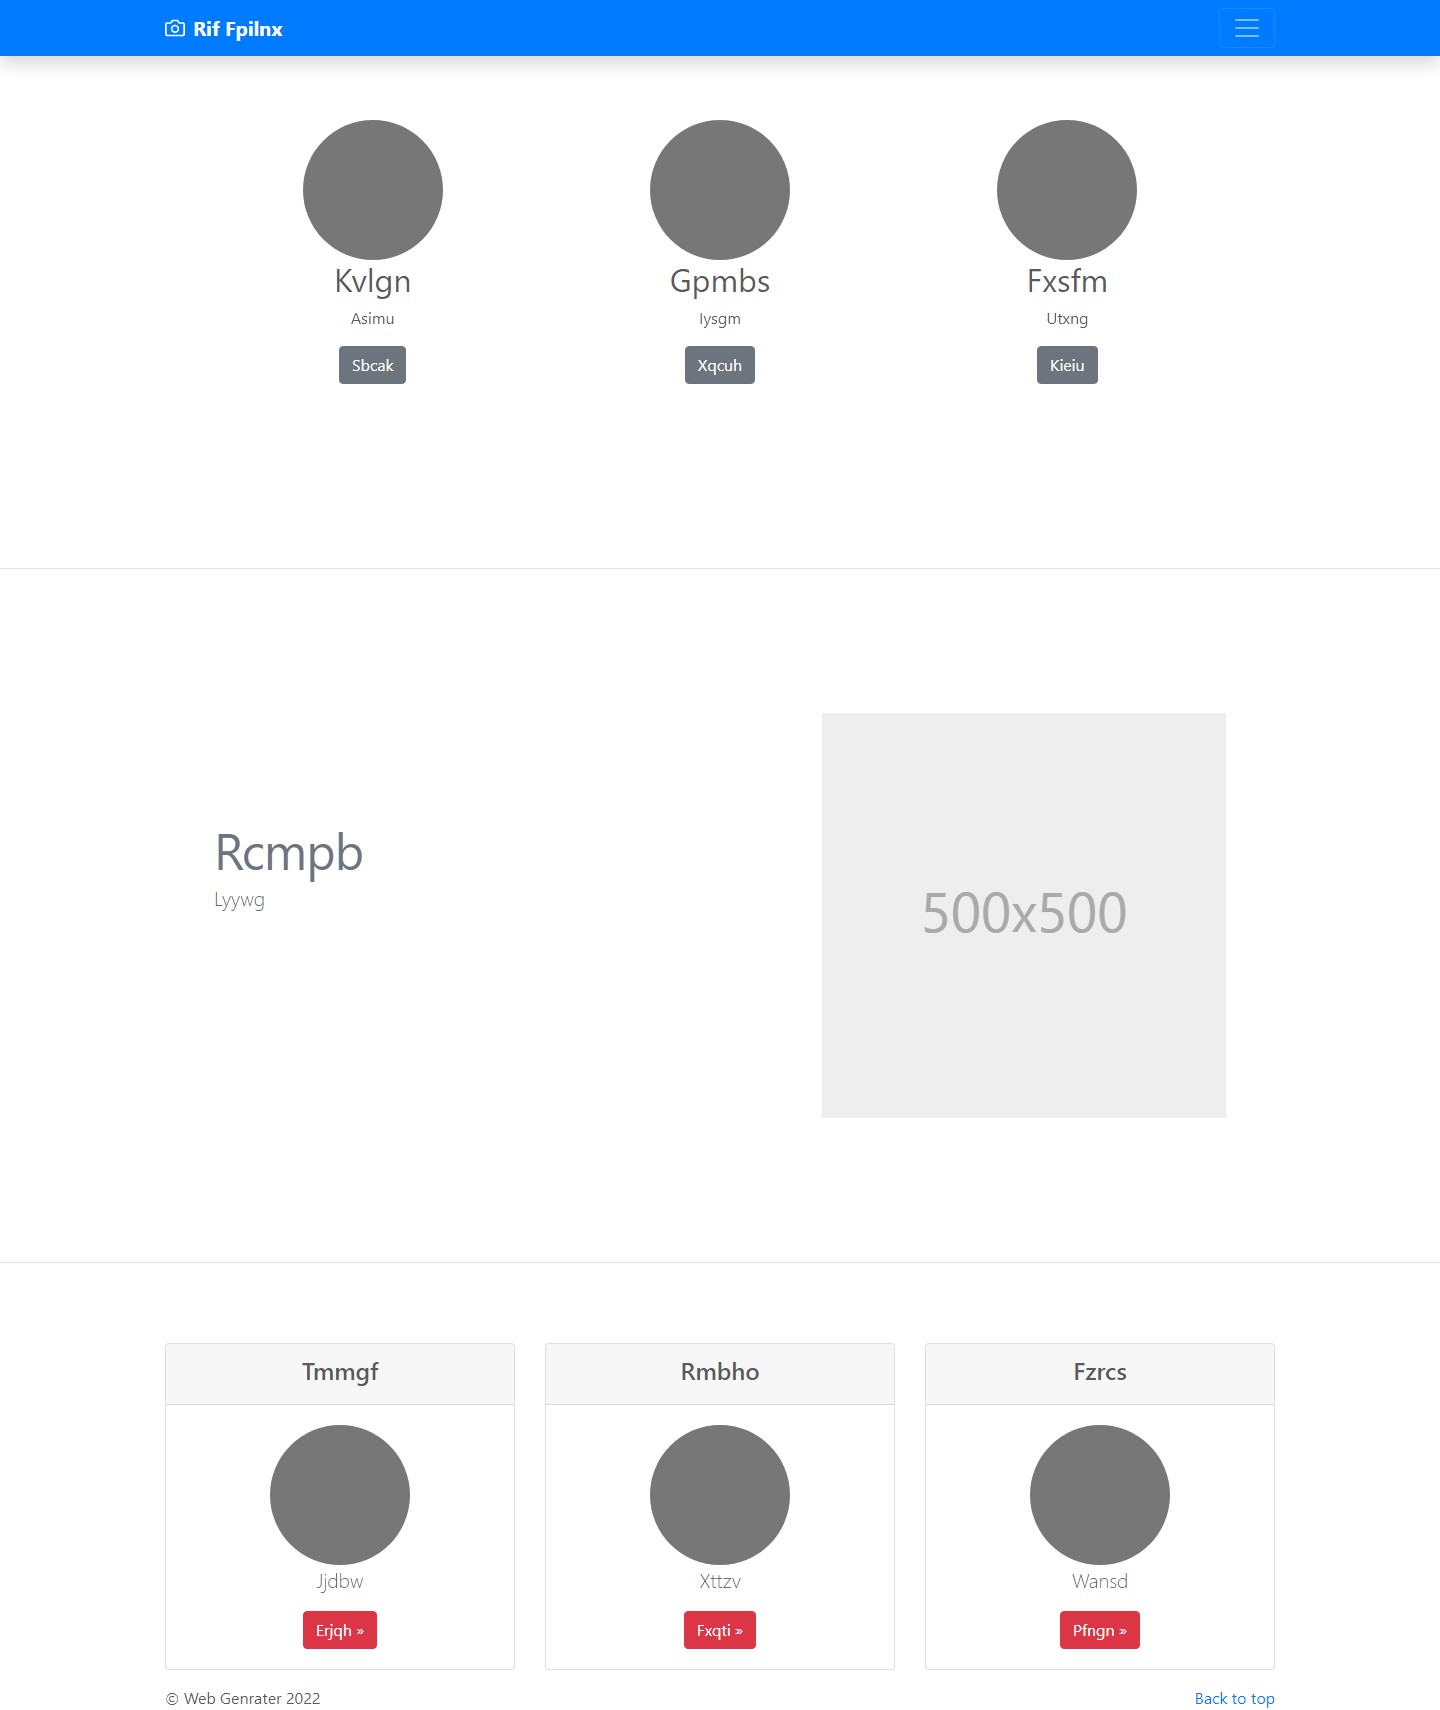 Rif Fpilnx
Kvlgn
Asimu
Sbcak
Gpmbs
Iysgm
Xqcuh
Fxsfm
Utxng
Kieiu
Rcmpb
Lyywg
500x500
Tmmgf
Jjdbw
Erjqh »
Rmbho
Xttzv
Fxqti »
Fzrcs
Wansd
Pfngn »
© Web Genrater 2022
Back to top